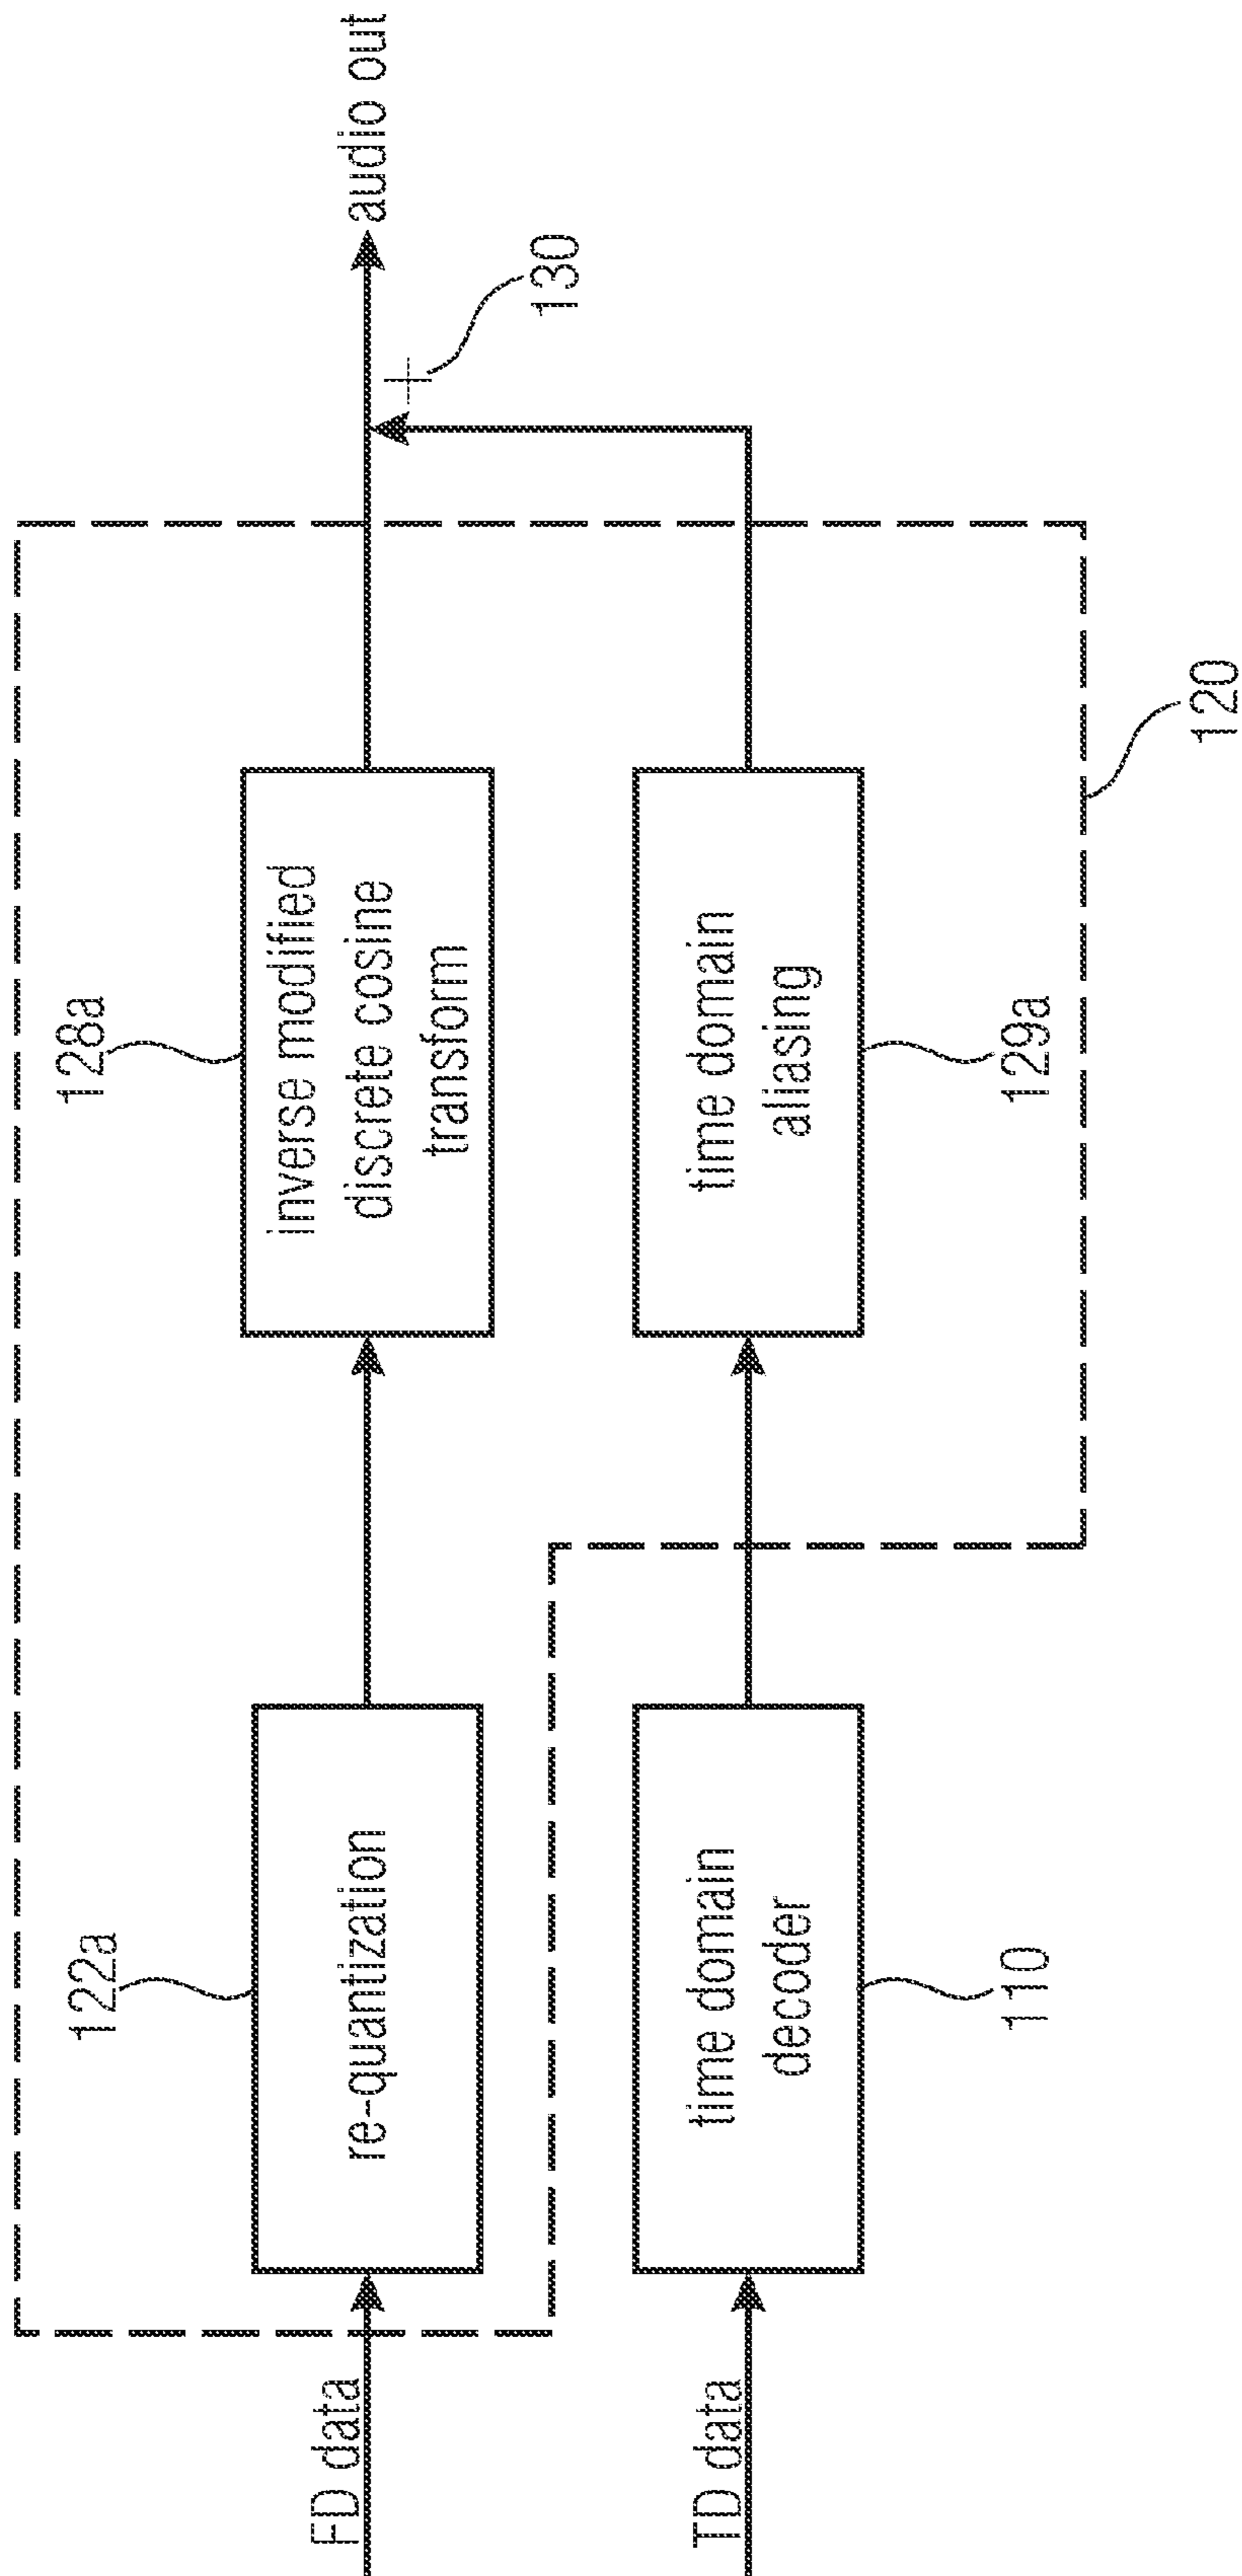 122a
128a
FD data
re-quantization
inverse modified
discrete cosine
transform
audio out
130
TD data
time domain
decoder
time domain
aliasing
110
129a
120